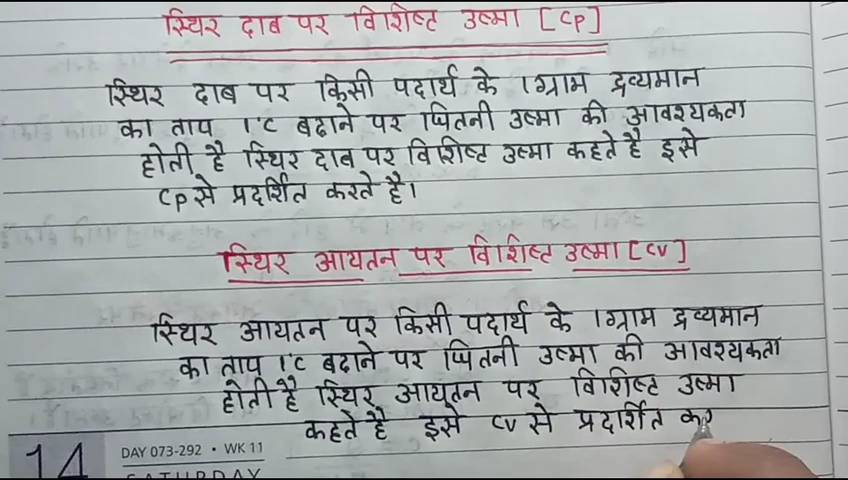 स्थिर दाब पर विशिष्ट उष्मा [CP]
स्थिर दाब पर किसी पदार्थ के 1ग्राम द्रव्यमान
का ताप 1°C बढाने पर जितनी उष्मा की आवश्यकता
होती है स्थिर दाब पर विशिष्ट उष्मा कहते है इसे
CP से प्रदर्शित करते है।
स्थिर आयतन पर विशिष्ट उष्मा [CV]
स्थिर आयतन पर किसी पदार्थ के 1ग्राम द्रव्यमान
का ताप 1°C बढाने पर जितनी उष्मा की आवश्यकता
होती है स्थिर आयतन पर विशिष्ट उष्मा
कहते है इसे CV से प्रदर्शित कर
14 DAY 073-292 • WK 11
SATURDAY